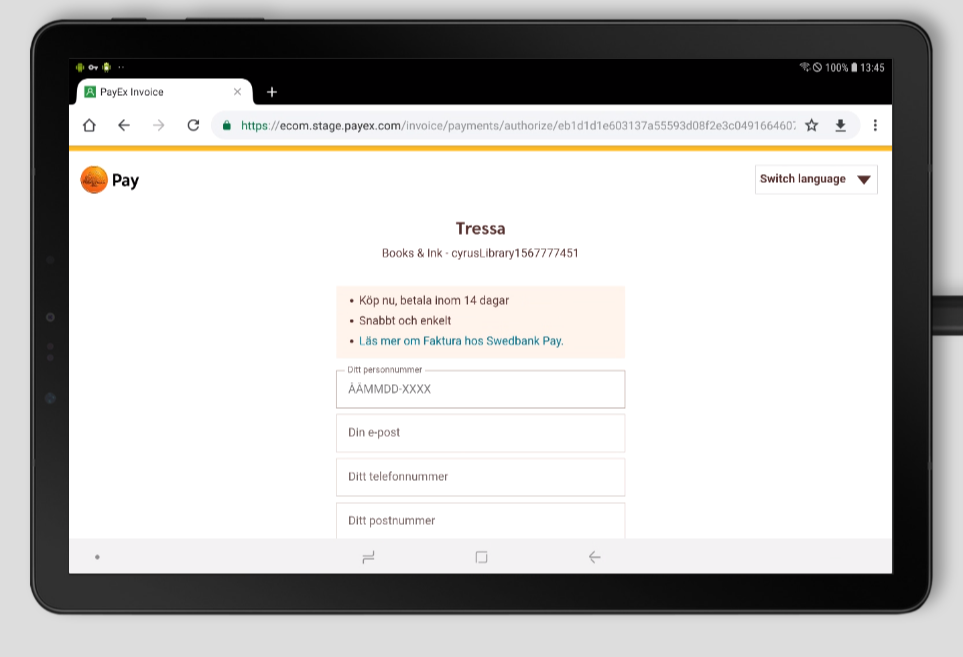 100% 13:45
PayEx Invoice
https://ecom.stage.payex.com/invoice/payments/authorize/eb1d1d1e603137a55593d08f2e3c049166460
Pay
Switch language
Tressa
Books & Ink - cyrusLibrary1567777451
• Köp nu, betala inom 14 dagar
• Snabbt och enkelt
• Läs mer om Faktura hos Swedbank Pay.
Ditt personnummer
ÅÅMMDD-XXXX
Din e-post
Ditt telefonnummer
Ditt postnummer